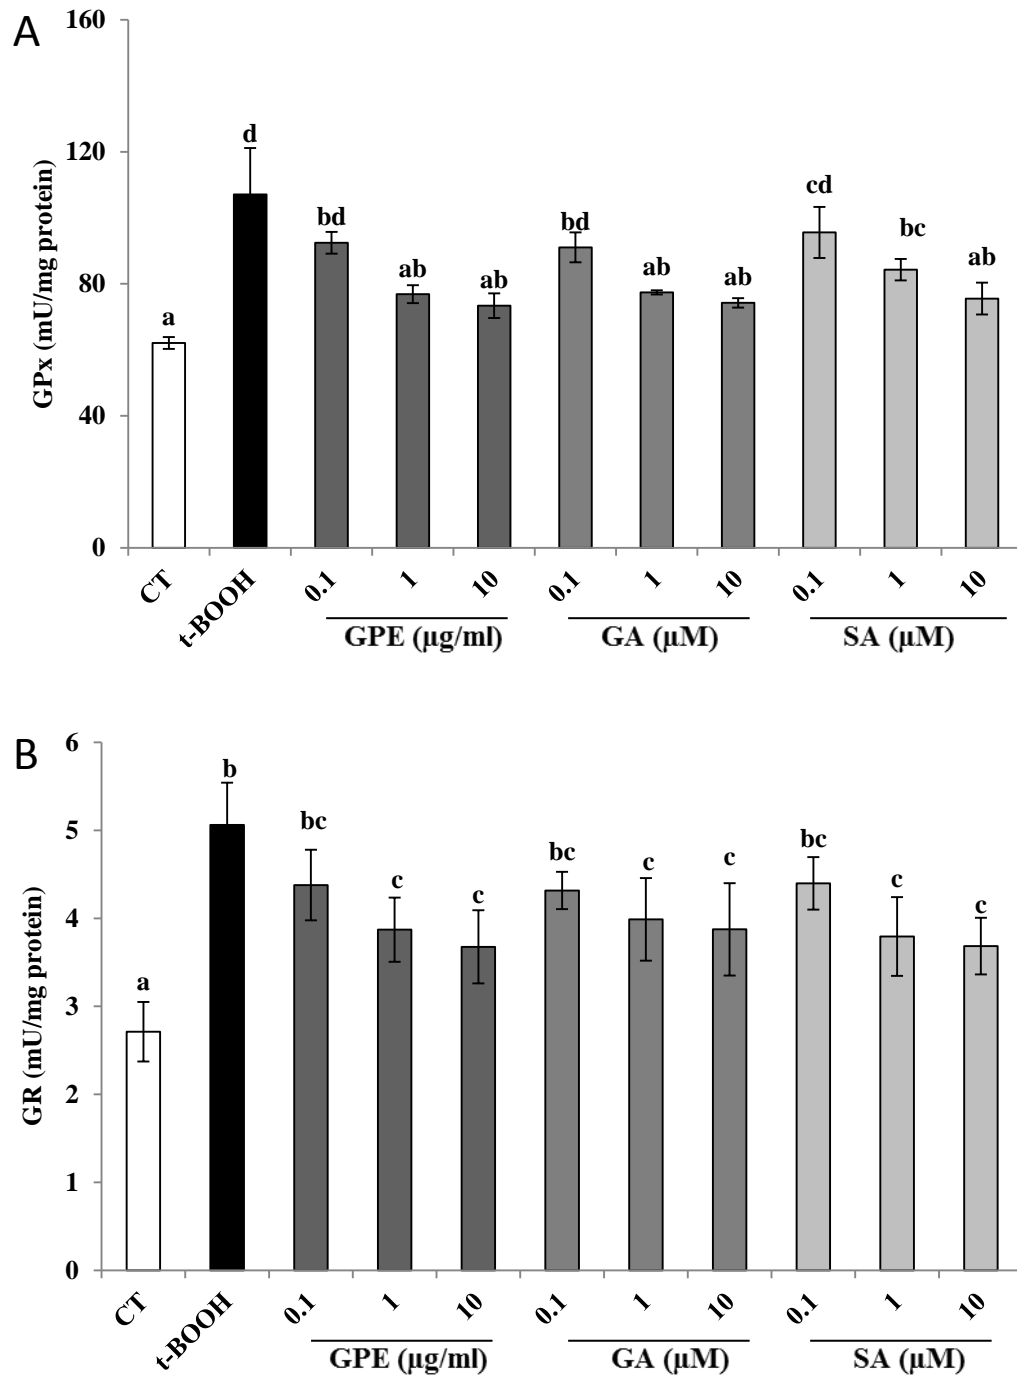 A
160
120
80
40
0
GPx (mU/mg protein)
a
d
bd
ab
ab
bd
ab
ab
cd
bc
ab
CT
t-BOOH
0.1
1
10
0.1
1
10
0.1
1
10
GPE (µg/ml)
GA (µM)
SA (µM)
B
6
5
4
3
2
1
0
GR (mU/mg protein)
a
b
bc
c
c
bc
c
c
bc
c
c
CT
t-BOOH
0.1
1
10
0.1
1
10
0.1
1
10
GPE (µg/ml)
GA (µM)
SA (µM)